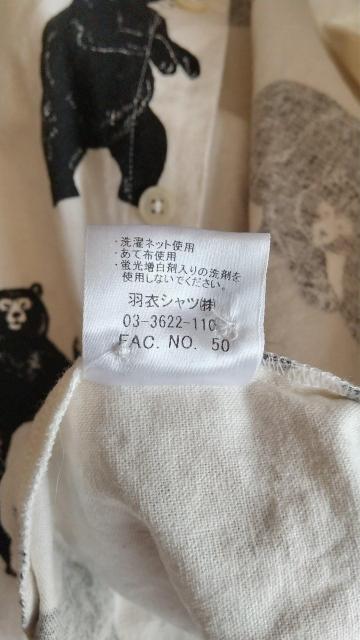 ・洗濯ネット使用
・あて布使用
・蛍光増白剤入りの洗剤を
使用しないでください。
羽衣シャツ㈱
03-3622-110
FAC. NO. 50